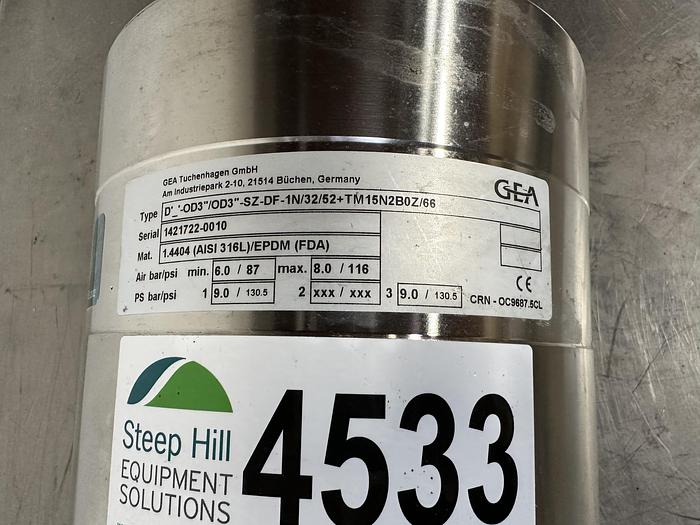 GEA Tuchenhagen GmbH
Am Industriepark 2-10, 21514 Büchen, Germany
GEA
Type D'_'-OD3"/OD3"-SZ-DF-1N/32/52+TM15N2B0Z/66
Serial 1421722-0010
Mat. 1.4404 (AISI 316L)/EPDM (FDA)
Air bar/psi min. 6.0 / 87 max. 8.0 / 116
CE
PS bar/psi 1 9.0 / 130.5 2 xxx / xxx 3 9.0 / 130.5 CRN - OC9687.5CL
Steep Hill
EQUIPMENT
SOLUTIONS
4533